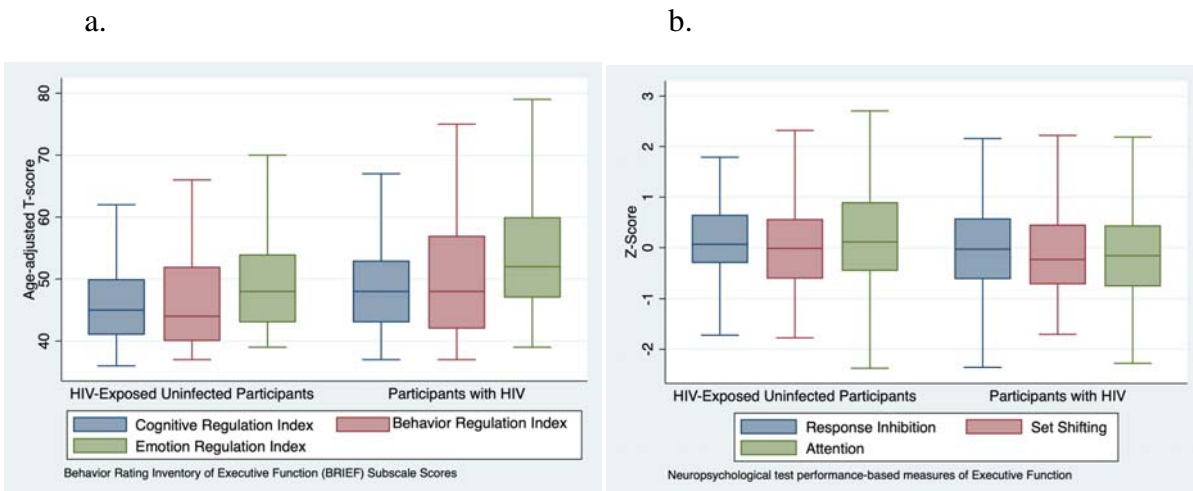 a.
b.
80
70
60
50
40
Age-adjusted T-score
HIV-Exposed Uninfected Participants
Participants with HIV
Cognitive Regulation Index
Behavior Regulation Index
Emotion Regulation Index
Behavior Rating Inventory of Executive Function (BRIEF) Subscale Scores
3
2
1
0
-1
-2
Z-Score
HIV-Exposed Uninfected Participants
Participants with HIV
Response Inhibition
Set Shifting
Attention
Neuropsychological test performance-based measures of Executive Function